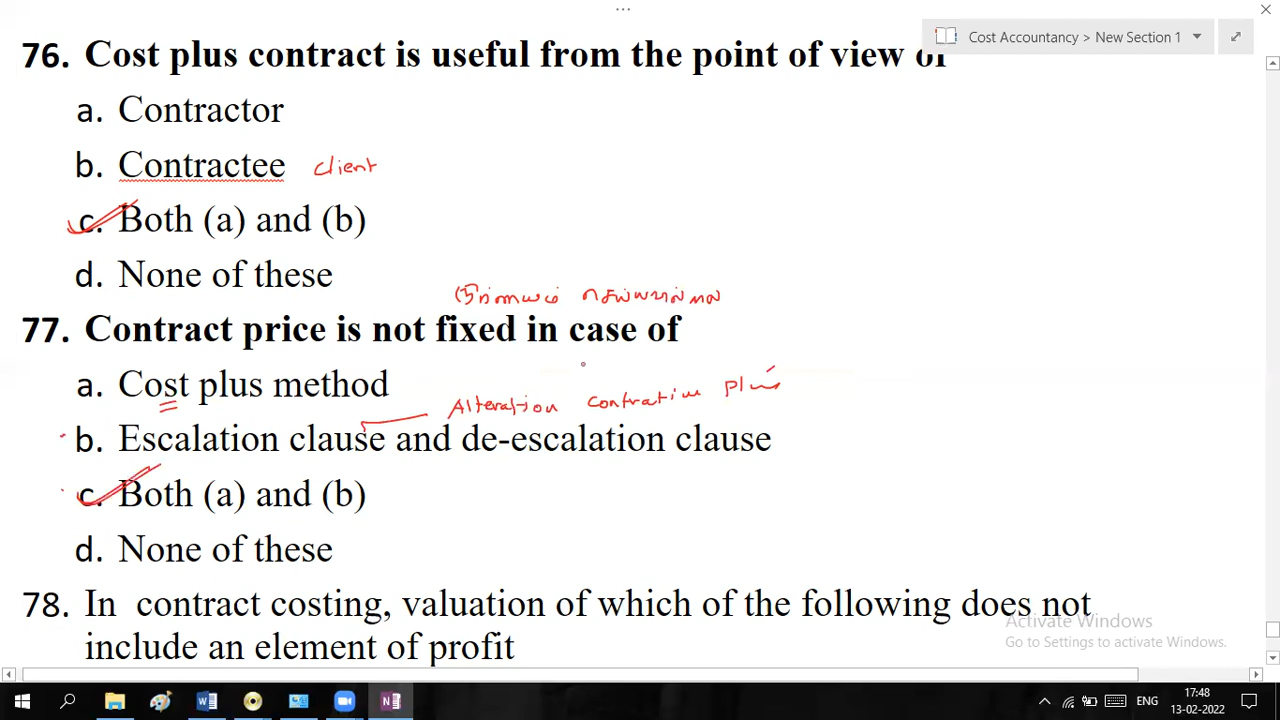 ...
Cost Accountancy > New Section 1
76. Cost plus contract is useful from the point of view of
a. Contractor
b. Contractee client
c. Both (a) and (b)
d. None of these
77. Contract price is not fixed in case of
a. Cost plus method
Alteration
b. Escalation clause and de-escalation clause
c. Both (a) and (b)
d. None of these
78. In contract costing, valuation of which of the following does not
include an element of profit
Activate Windows
Go to Settings to activate Windows.
ENG
17:48
13-02-2022